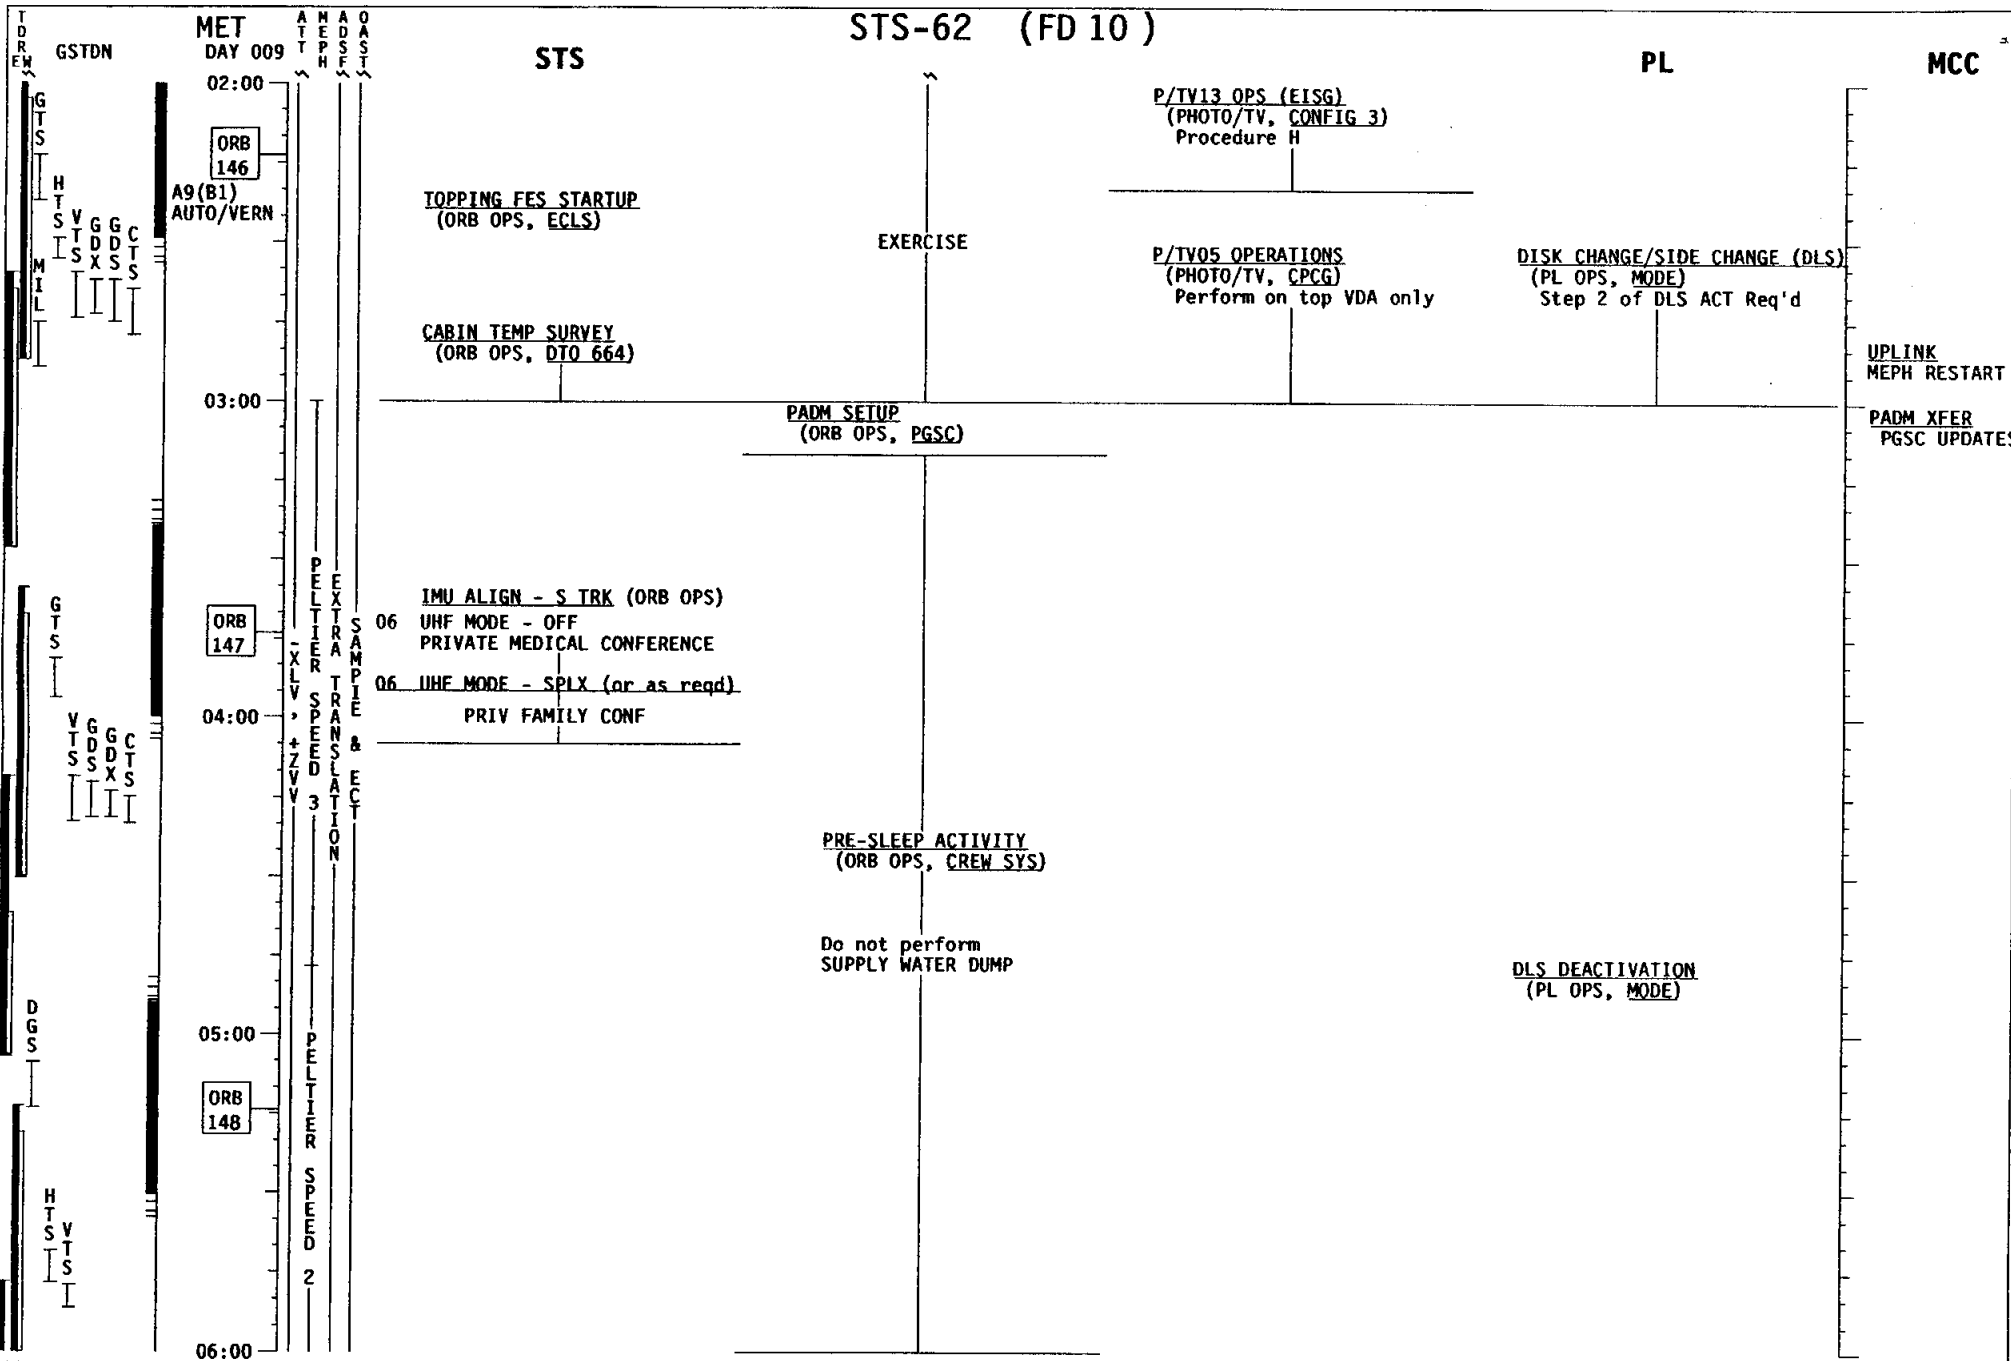 STS-62 (FD 10)
TDRE W
GSTDN
MET
DAY 009
ATT
MEPH
ADSF
OAST
STS
PL
MCC
02:00
GTS
HTS
VTS
GDX
GDS
CTS
MIL
ORB
146
A9(B1)
AUTO/VERN
TOPPING FES STARTUP
(ORB OPS, ECLS)
CABIN TEMP SURVEY
(ORB OPS, DTO 664)
EXERCISE
P/TV13 OPS (EISG)
(PHOTO/TV, CONFIG 3)
Procedure H
P/TV05 OPERATIONS
(PHOTO/TV, CPCG)
Perform on top VDA only
DISK CHANGE/SIDE CHANGE (DLS)
(PL OPS, MODE)
Step 2 of DLS ACT Req'd
UPLINK
MEPH RESTART
03:00
PADM SETUP
(ORB OPS, PGSC)
PADM XFER
PGSC UPDATES
GTS
ORB
147
-XLV, +ZVV
PELTIER SPEED 3
EXTRA TRANSLATION
SAMPIE & ECT
IMU ALIGN - S TRK (ORB OPS)
06 UHF MODE - OFF
PRIVATE MEDICAL CONFERENCE
06 UHF MODE - SPLX (or as reqd)
04:00
PRIV FAMILY CONF
VTS
GDS
GDX
CTS
PRE-SLEEP ACTIVITY
(ORB OPS, CREW SYS)
Do not perform
SUPPLY WATER DUMP
DLS DEACTIVATION
(PL OPS, MODE)
DGS
05:00
ORB
148
PELTIER SPEED 2
HTS
VTS
06:00